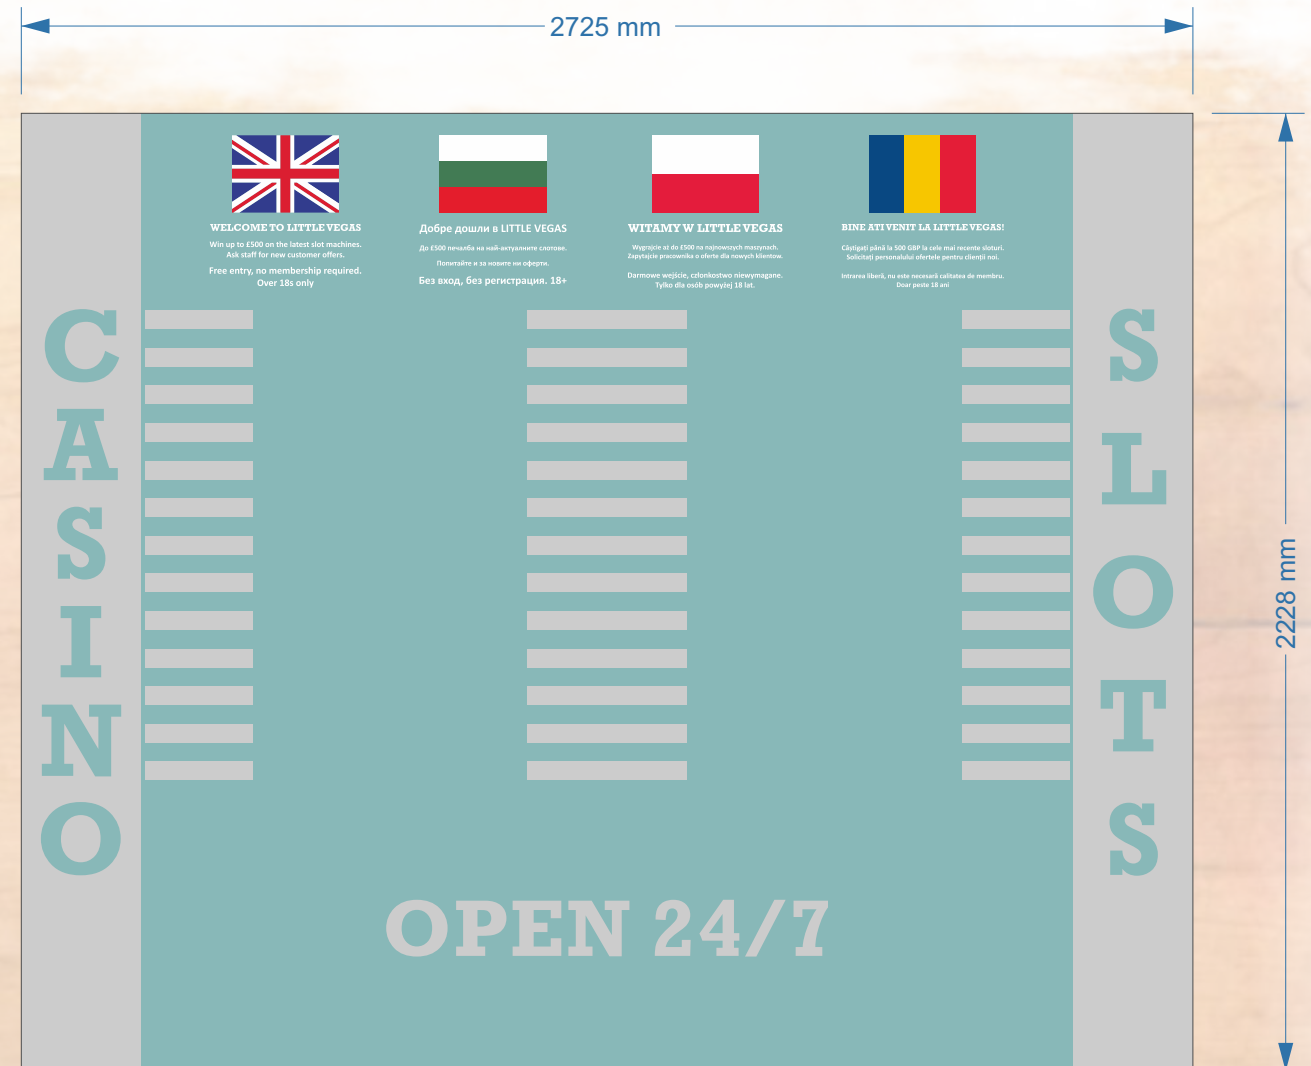 2725 mm
WELCOME TO LITTLE VEGAS
Win up to £500 on the latest slot machines.
Ask staff for new customer offers.
Free entry, no membership required.
Over 18s only
Добре дошли в LITTLE VEGAS
До £500 печалба на най-актуалните слотове.
Попитайте и за новите ни оферти.
Без вход, без регистрация. 18+
WITAMY W LITTLE VEGAS
Wygrajcie aż do £500 na najnowszych maszynach.
Zapytajcie pracownika o oferte dla nowych klientow.
Darmowe wejście, członkostwo niewymagane.
Tylko dla osób powyżej 18 lat.
BINE ATI VENIT LA LITTLE VEGAS!
Câștigați până la 500 GBP la cele mai recente sloturi.
Solicitați personalului ofertele pentru clienții noi.
Intrarea liberă, nu este necesară calitatea de membru.
Doar peste 18 ani
CASINO
SLOTS
2228 mm
OPEN 24/7